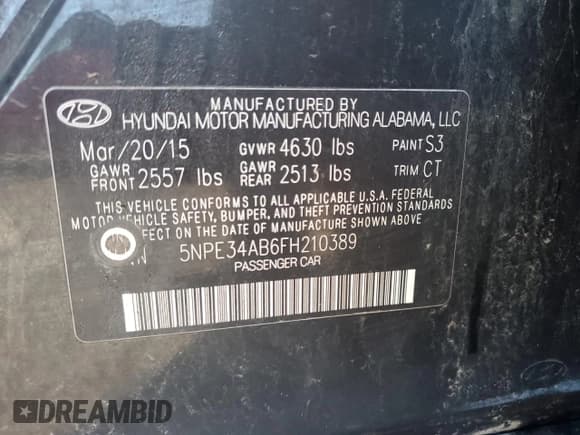 MANUFACTURED BY
HYUNDAI MOTOR MANUFACTURING ALABAMA, LLC
Mar/20/15 GVWR 4630 lbs PAINT S3
GAWR FRONT 2557 lbs GAWR REAR 2513 lbs TRIM CT
THIS VEHICLE CONFORMS TO ALL APPLICABLE U.S.A. FEDERAL
MOTOR VEHICLE SAFETY, BUMPER, AND THEFT PREVENTION STANDARDS
FECT ON THE DATE OF MANUFACTURE SHOWN ABOVE.
5NPE34AB6FH210389
PASSENGER CAR
DREAMBID